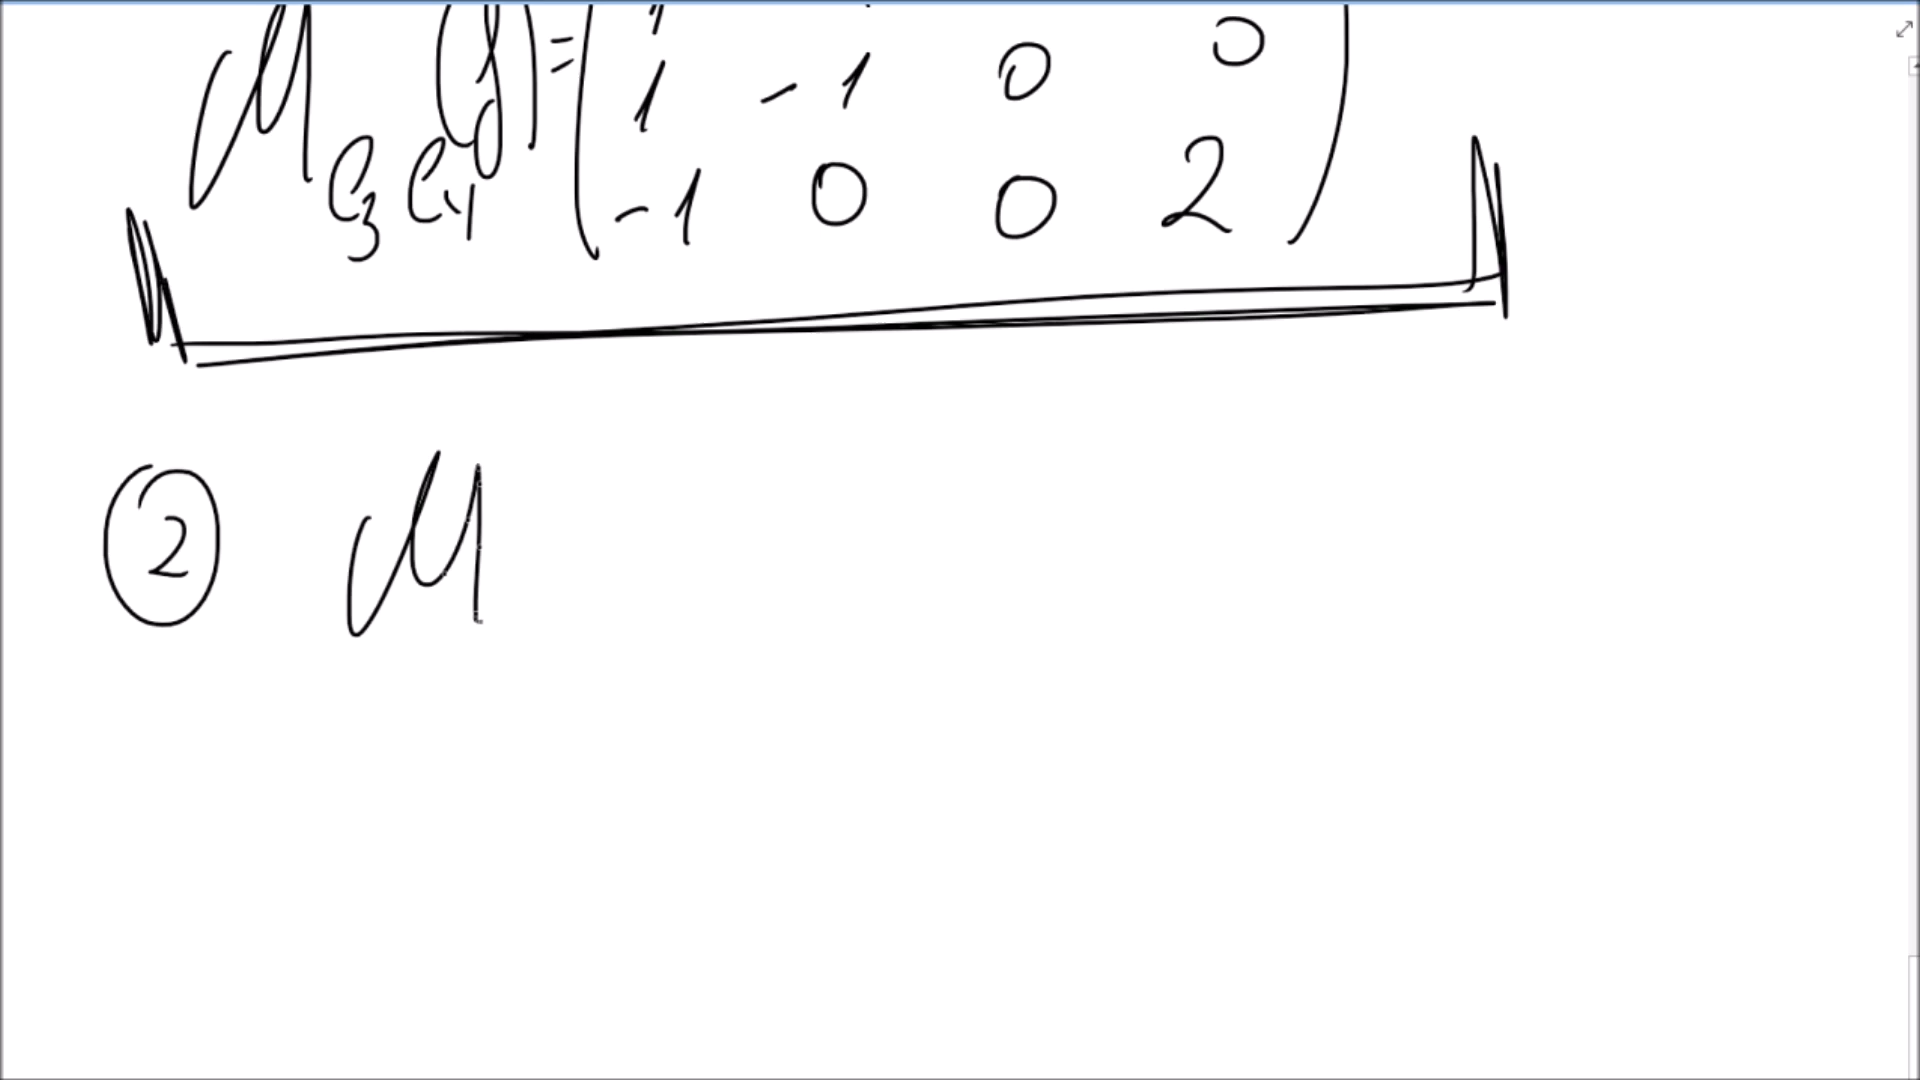 M_{e_3 e_4}(f) = ( 1 -1 0 0
-1 0 0 2 )
② M